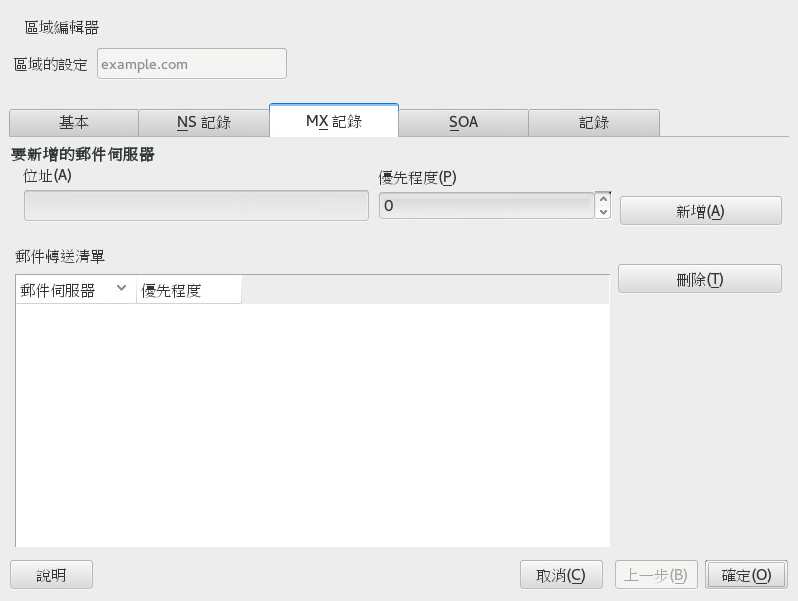 區域編輯器
區域的設定 example.com
基本 NS 記錄 MX 記錄 SOA 記錄
要新增的郵件伺服器
位址(A) 優先程度(P)
0 新增(A)
郵件轉送清單
刪除(T)
郵件伺服器 優先程度
說明 取消(C) 上一步(B) 確定(O)